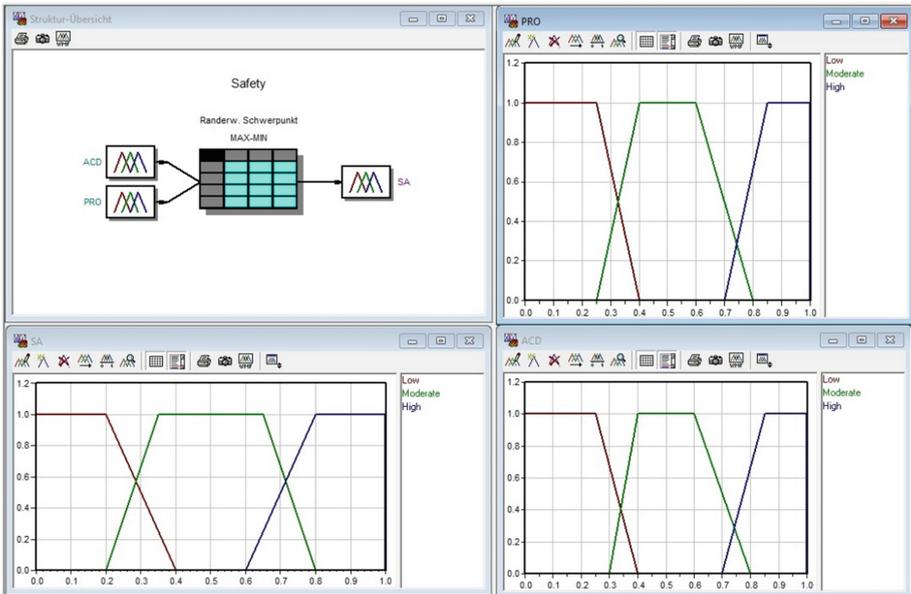 Struktur-Übersicht
Safety
Randerw. Schwerpunkt
MAX-MIN
ACD
PRO
SA
PRO
1.2
1.0
0.8
0.6
0.4
0.2
0.0
0.0 0.1 0.2 0.3 0.4 0.5 0.6 0.7 0.8 0.9 1.0
Low
Moderate
High
SA
1.2
1.0
0.8
0.6
0.4
0.2
0.0
0.0 0.1 0.2 0.3 0.4 0.5 0.6 0.7 0.8 0.9 1.0
Low
Moderate
High
ACD
1.2
1.0
0.8
0.6
0.4
0.2
0.0
0.0 0.1 0.2 0.3 0.4 0.5 0.6 0.7 0.8 0.9 1.0
Low
Moderate
High